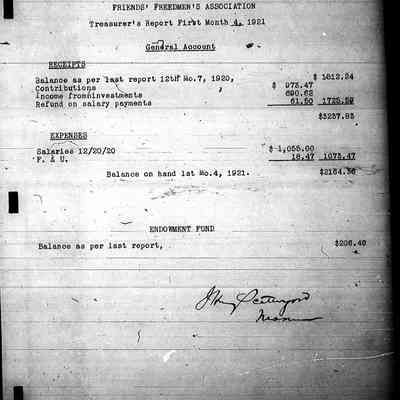 FRIENDS' FREEDMEN'S ASSOCIATION
Treasurer's Report First Month 4, 1921
General Account
RECEIPTS
Balance as per last report 12th Mo.7, 1920, $ 1512.24
Contributions $ 973.47
Income from investments 690.62
Refund on salary payments 61.50 1725.59
$3237.83
EXPENSES
Salaries 12/20/20 $ 1,055.00
F. & U. 18.47 1073.47
Balance on hand 1st Mo.4, 1921. $2164.36
ENDOWMENT FUND
Balance as per last report, $206.40